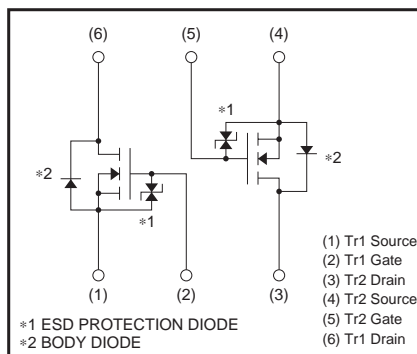 (6) (5) (4)
∗1
∗2 ∗2
∗1
(1) (2) (3)
(1) Tr1 Source
(2) Tr1 Gate
(3) Tr2 Drain
(4) Tr2 Source
(5) Tr2 Gate
(6) Tr1 Drain
∗1 ESD PROTECTION DIODE
∗2 BODY DIODE